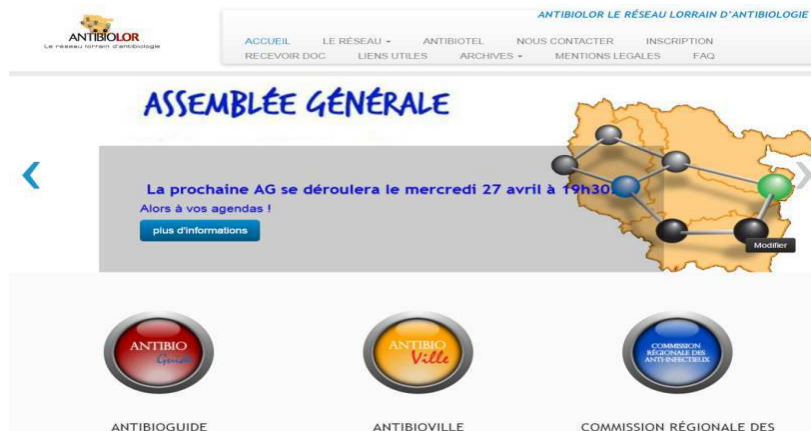 ANTIBIOLOR LE RÉSEAU LORRAIN D'ANTIBIOLOGIE
ANTIBIOLOR
Le réseau lorrain d'antibiologie
ACCUEIL LE RÉSEAU ANTIBIOTEL NOUS CONTACTER INSCRIPTION
RECEVOIR DOC LIENS UTILES ARCHIVES MENTIONS LEGALES FAQ
ASSEMBLÉE GÉNÉRALE
La prochaine AG se déroulera le mercredi 27 avril à 19h30.
Alors à vos agendas !
plus d'informations
Modifier
ANTIBIO
Guide
ANTIBIO
Ville
COMMISSION
RÉGIONALE DES
ANTI-INFECTIEUX
ANTIBIOGUIDE ANTIBIOVILLE COMMISSION RÉGIONALE DES